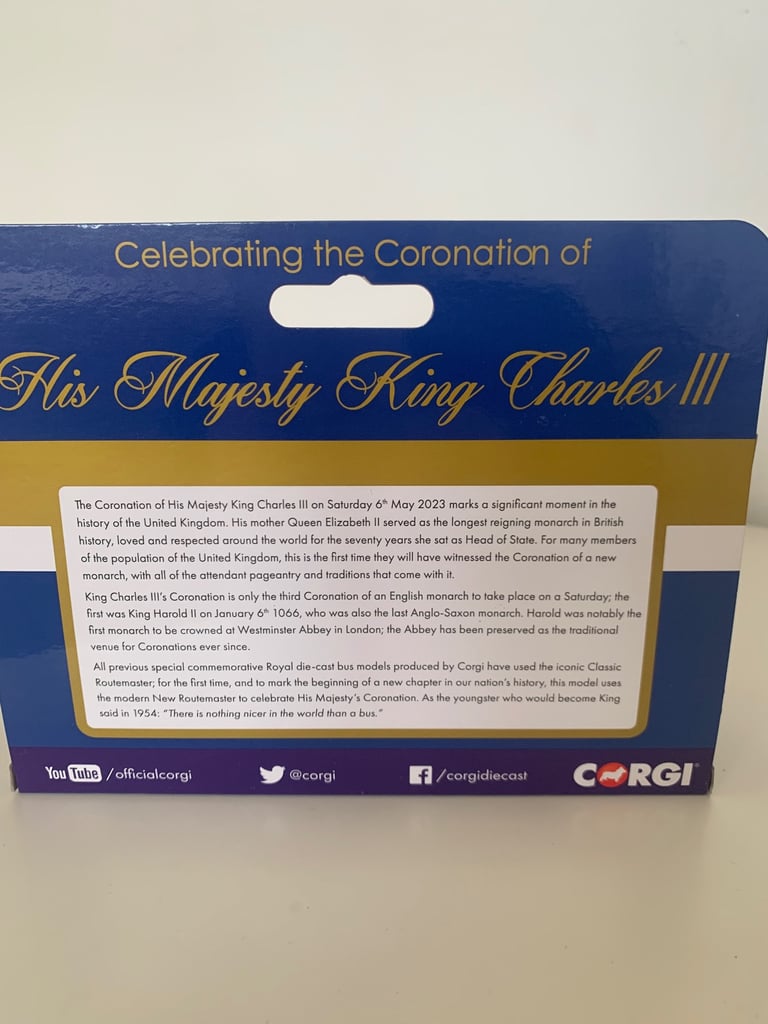 Celebrating the Coronation of
His Majesty King Charles III
The Coronation of His Majesty King Charles III on Saturday 6th May 2023 marks a significant moment in the
history of the United Kingdom. His mother Queen Elizabeth II served as the longest reigning monarch in British
history, loved and respected around the world for the seventy years she sat as Head of State. For many members
of the population of the United Kingdom, this is the first time they will have witnessed the Coronation of a new
monarch, with all of the attendant pageantry and traditions that come with it.
King Charles III's Coronation is only the third Coronation of an English monarch to take place on a Saturday; the
first was King Harold II on January 6th 1066, who was also the last Anglo-Saxon monarch. Harold was notably the
first monarch to be crowned at Westminster Abbey in London; the Abbey has been preserved as the traditional
venue for Coronations ever since.
All previous special commemorative Royal die-cast bus models produced by Corgi have used the iconic Classic
Routemaster; for the first time, and to mark the beginning of a new chapter in our nation's history, this model uses
the modern New Routemaster to celebrate His Majesty's Coronation. As the youngster who would become King
said in 1954: "There is nothing nicer in the world than a bus."
YouTube /officialcorgi @corgi f /corgidiecast CORGI